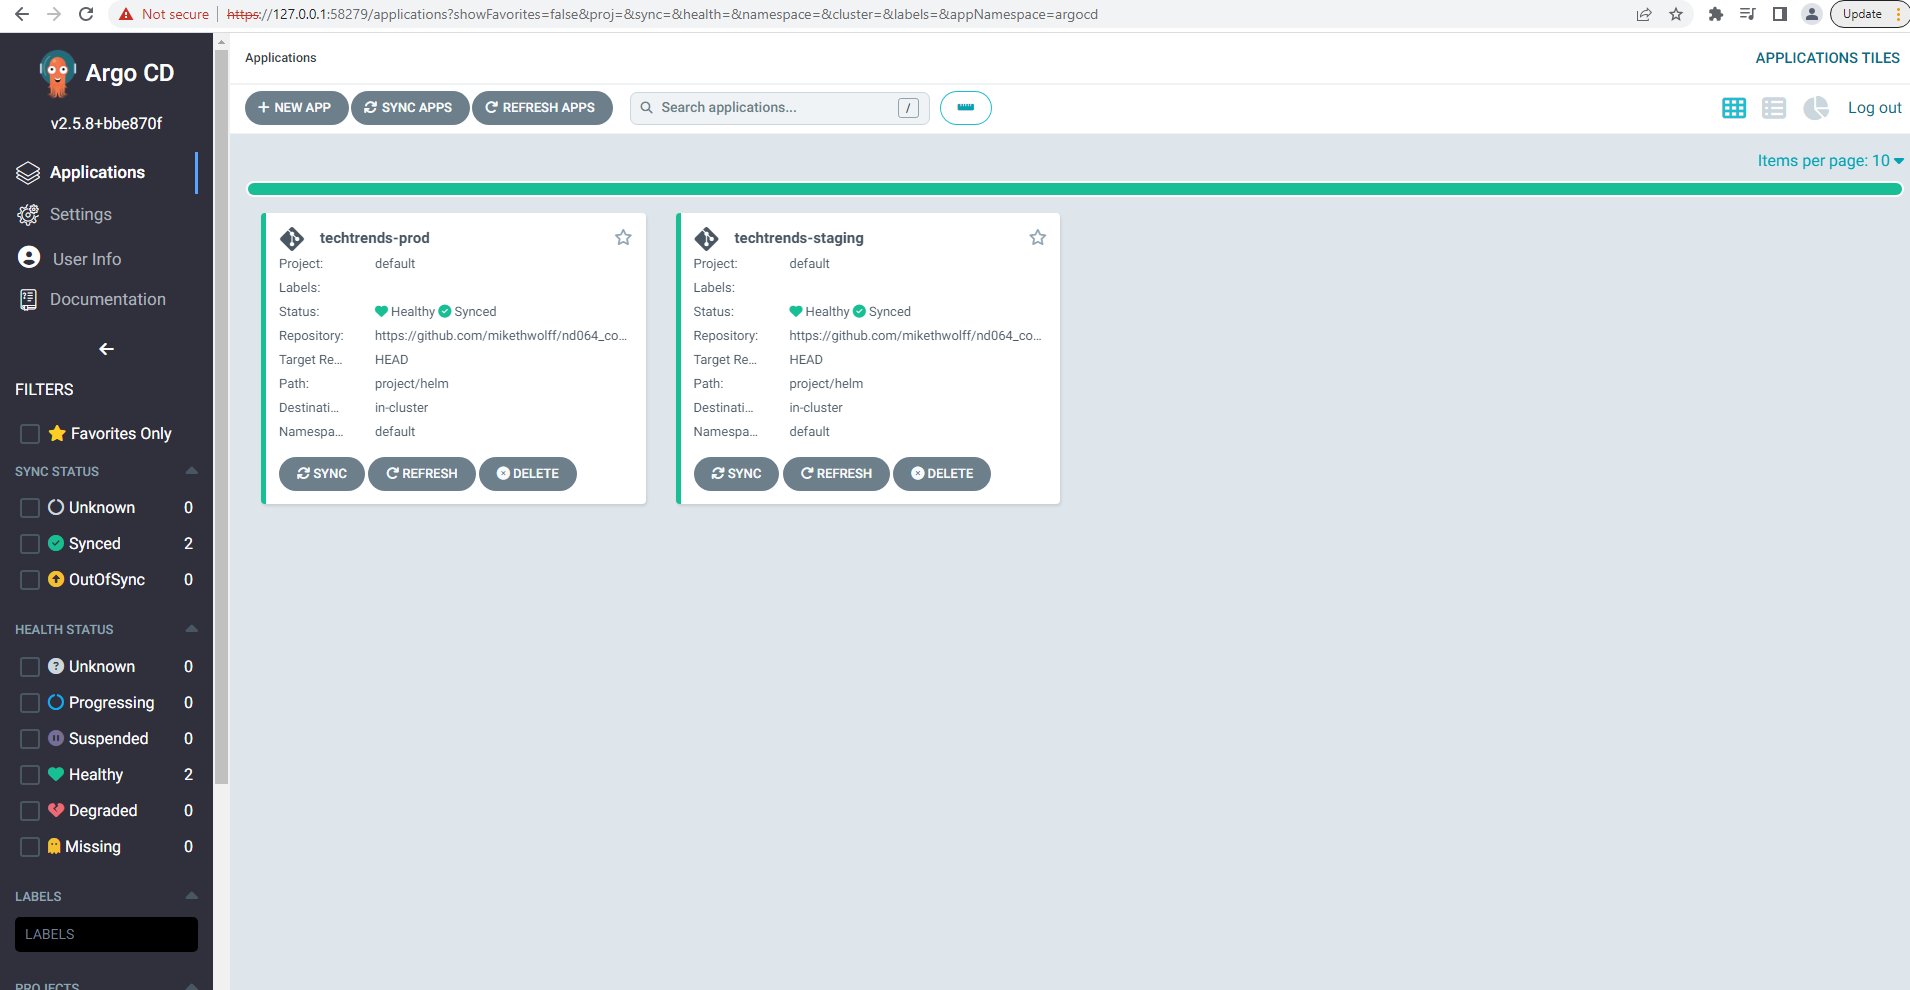 Not secure
https://127.0.0.1:58279/applications?showFavorites=false&proj=&sync=&health=&namespace=&cluster=&labels=&appNamespace=argocd
Update
Argo CD
v2.5.8+bbe870f
Applications
Settings
User Info
Documentation
FILTERS
Favorites Only
SYNC STATUS
Unknown 0
Synced 2
OutOfSync 0
HEALTH STATUS
Unknown 0
Progressing 0
Suspended 0
Healthy 2
Degraded 0
Missing 0
LABELS
LABELS
PROJECTS
Applications
APPLICATIONS TILES
NEW APP
SYNC APPS
REFRESH APPS
Search applications...
/
Log out
Items per page: 10
techtrends-prod
Project: default
Labels:
Status: Healthy Synced
Repository: https://github.com/mikethwolff/nd064_co...
Target Re... HEAD
Path: project/helm
Destinati... in-cluster
Namespa... default
SYNC
REFRESH
DELETE
techtrends-staging
Project: default
Labels:
Status: Healthy Synced
Repository: https://github.com/mikethwolff/nd064_co...
Target Re... HEAD
Path: project/helm
Destinati... in-cluster
Namespa... default
SYNC
REFRESH
DELETE